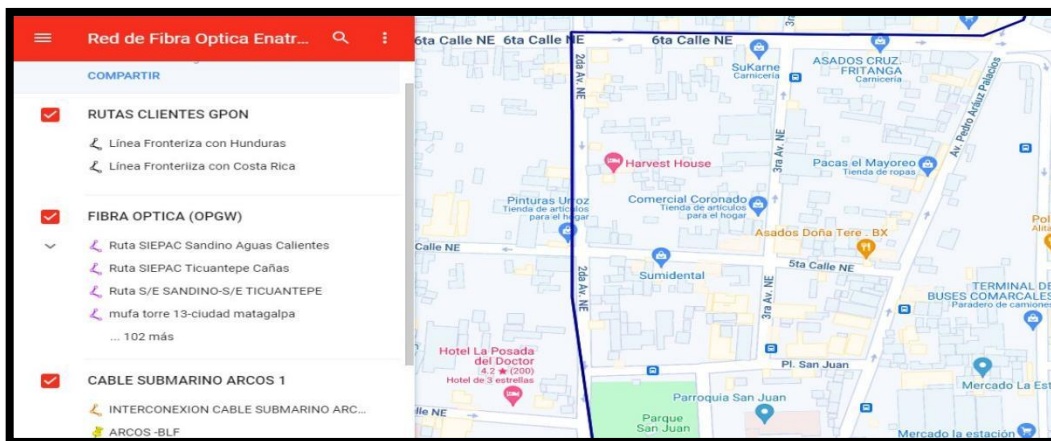 Red de Fibra Optica Enatr...
COMPARTIR
RUTAS CLIENTES GPON
Línea Fronteriza con Hunduras
Línea Fronteriiza con Costa Rica
FIBRA OPTICA (OPGW)
Ruta SIEPAC Sandino Aguas Calientes
Ruta SIEPAC Ticuantepe Cañas
Ruta S/E SANDINO-S/E TICUANTEPE
mufa torre 13-ciudad matagalpa
... 102 más
CABLE SUBMARINO ARCOS 1
INTERCONEXION CABLE SUBMARINO ARC...
ARCOS -BLF
6ta Calle NE 6ta Calle NE
6ta Calle NE
2da Av. NE
SuKarne
Carnicería
ASADOS CRUZ.
FRITANGA
Carnicería
Av. Pedro Aráuz Palacios
3ra Av. NE
Harvest House
Pacas el Mayoreo
Tienda de ropas
Pinturas Urroz
Tienda de artículos
para el hogar
Comercial Coronado
Tienda de artículos
para el hogar
Asados Doña Tere . BX
Pol
Alita
Calle NE
5ta Calle NE
Sumidental
2da Av. NE
3ra Av. NE
TERMINAL DE
BUSES COMARCALES
Paradero de camione
Hotel La Posada
del Doctor
4.2 ★ (200)
Hotel de 3 estrellas
Pl. San Juan
Mercado La Est
Parroquia San Juan
Parque
San Juan
lle NE
Mercado la estación